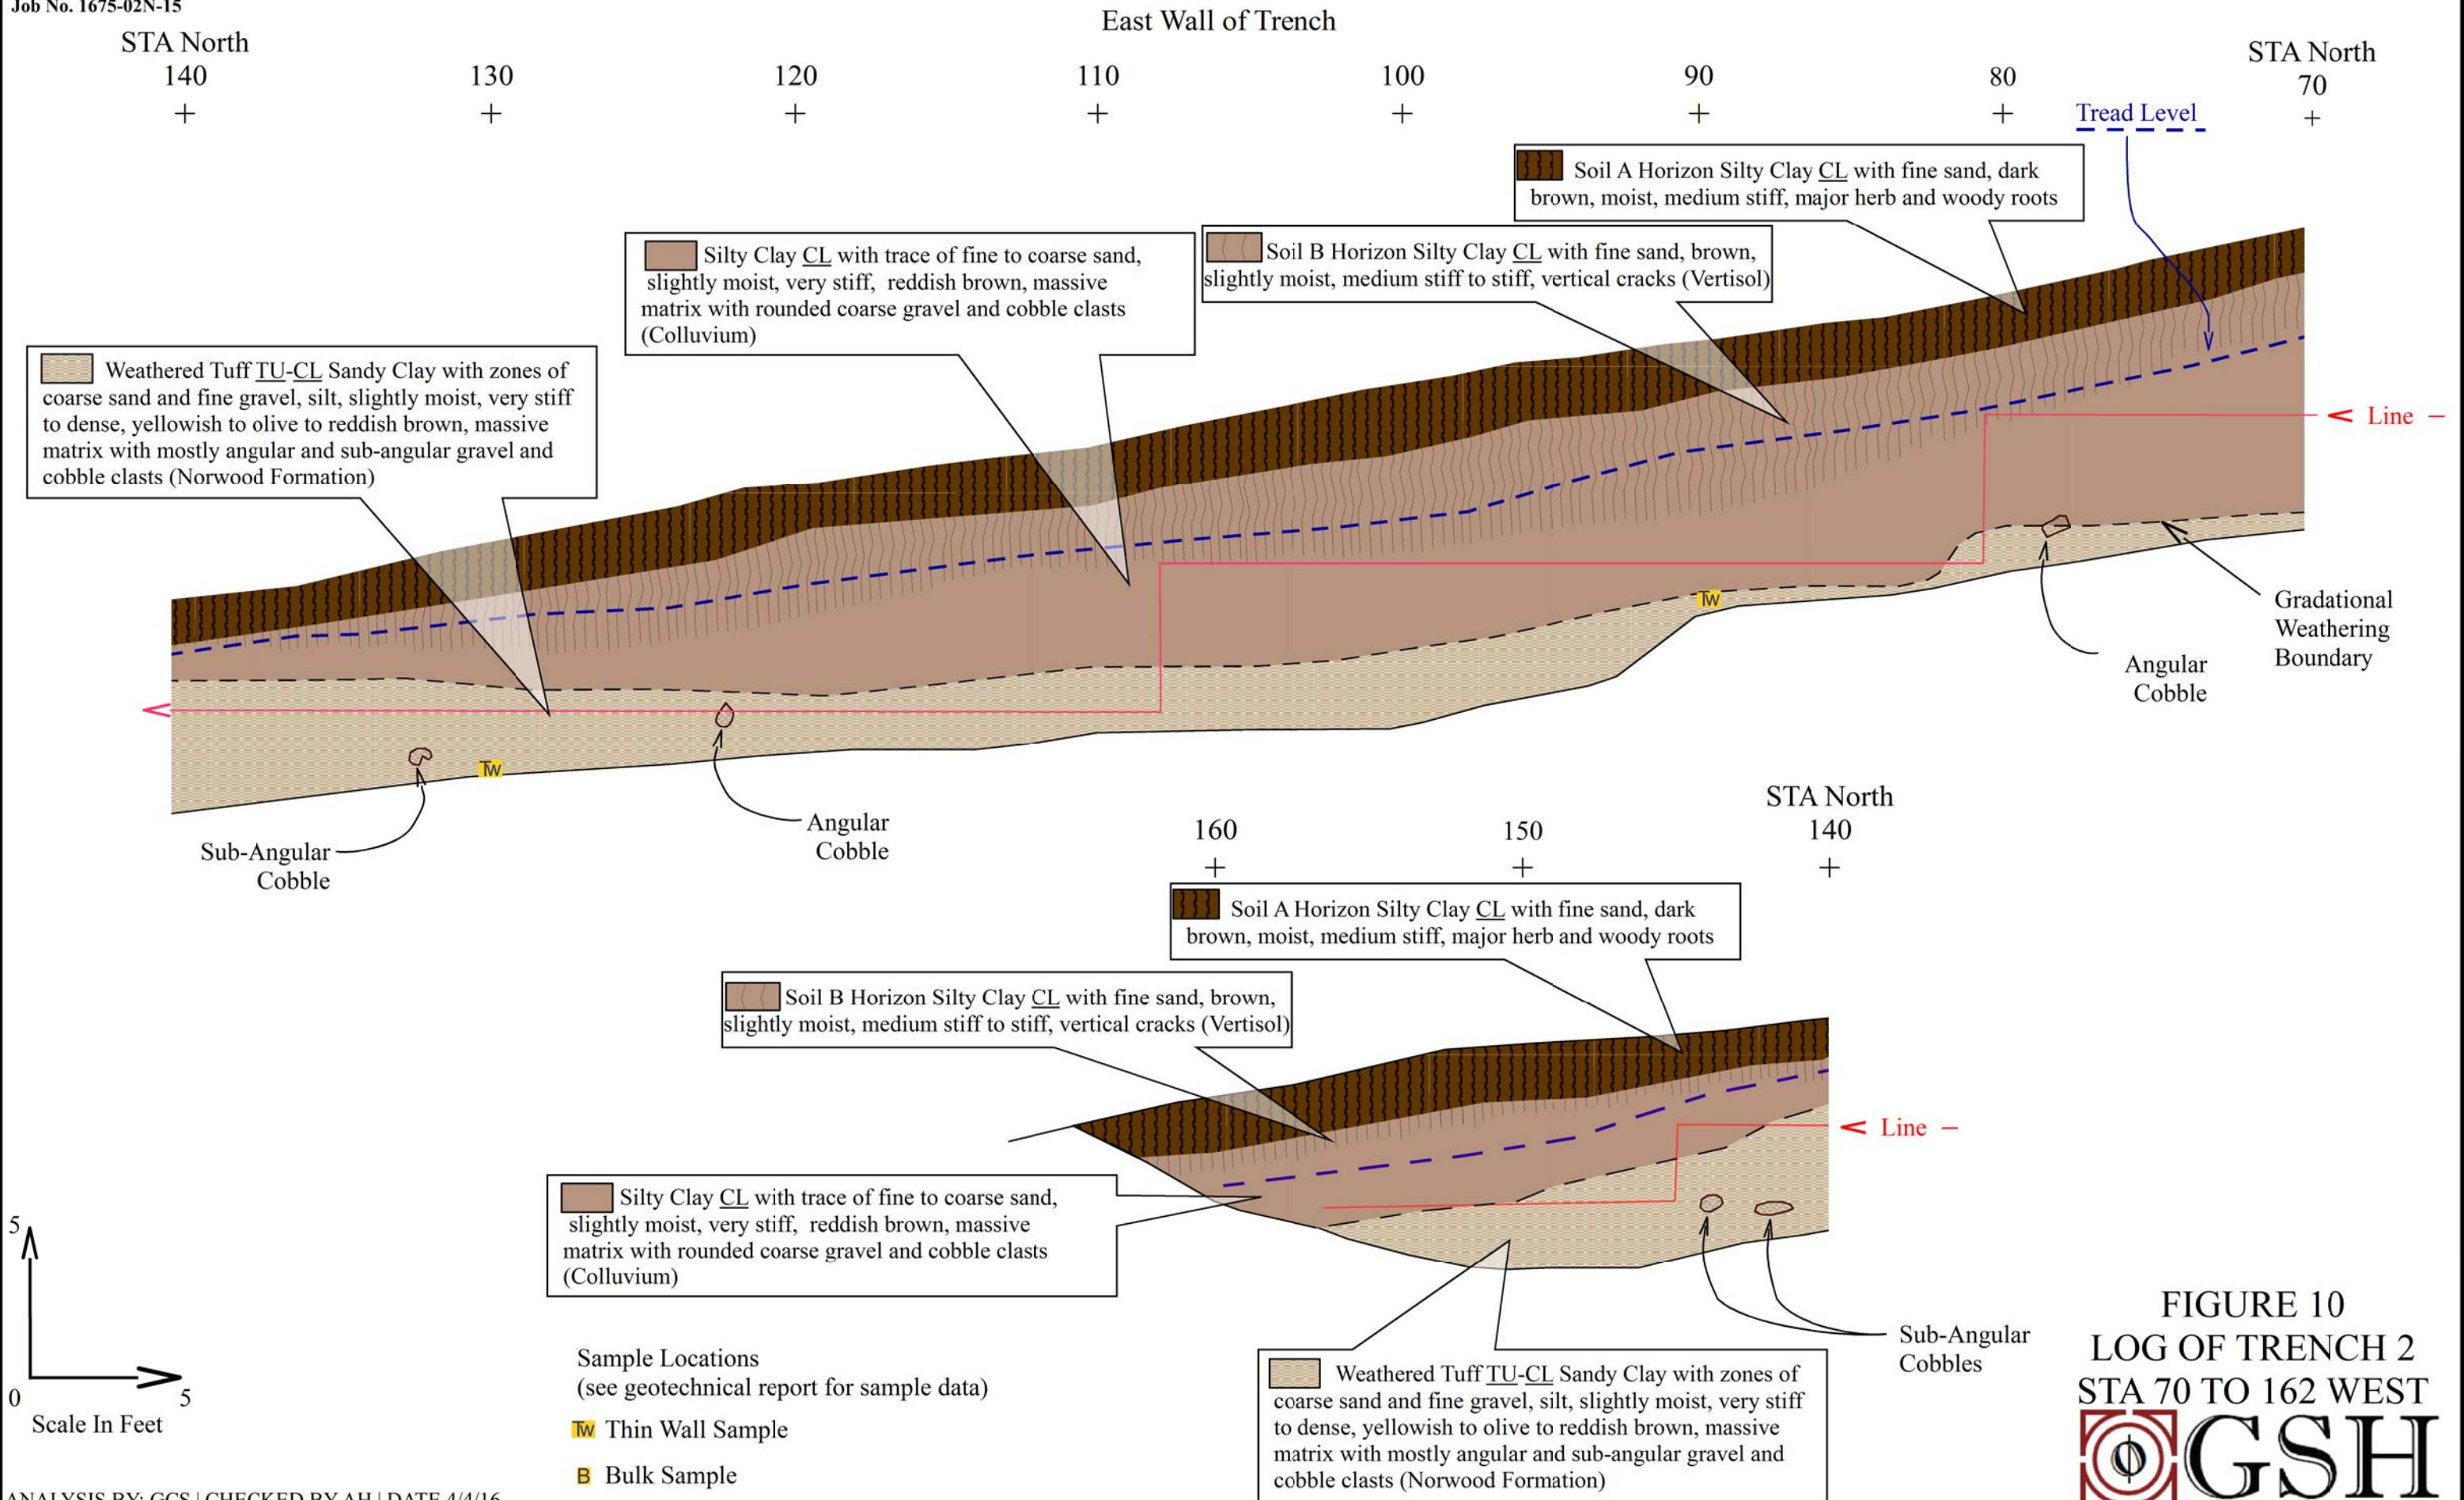 Job No. 1675-02N-15
East Wall of Trench
STA North
140
130
120
110
100
90
80
STA North
70
Tread Level
Soil A Horizon Silty Clay CL with fine sand, dark
brown, moist, medium stiff, major herb and woody roots
Soil B Horizon Silty Clay CL with fine sand, brown,
slightly moist, medium stiff to stiff, vertical cracks (Vertisol)
Silty Clay CL with trace of fine to coarse sand,
slightly moist, very stiff, reddish brown, massive
matrix with rounded coarse gravel and cobble clasts
(Colluvium)
Weathered Tuff TU-CL Sandy Clay with zones of
coarse sand and fine gravel, silt, slightly moist, very stiff
to dense, yellowish to olive to reddish brown, massive
matrix with mostly angular and sub-angular gravel and
cobble clasts (Norwood Formation)
Line
Tw
Gradational
Weathering
Boundary
Angular
Cobble
Tw
Angular
Cobble
Sub-Angular
Cobble
160
150
STA North
140
Soil A Horizon Silty Clay CL with fine sand, dark
brown, moist, medium stiff, major herb and woody roots
Soil B Horizon Silty Clay CL with fine sand, brown,
slightly moist, medium stiff to stiff, vertical cracks (Vertisol)
Line
Silty Clay CL with trace of fine to coarse sand,
slightly moist, very stiff, reddish brown, massive
matrix with rounded coarse gravel and cobble clasts
(Colluvium)
Sub-Angular
Cobbles
Weathered Tuff TU-CL Sandy Clay with zones of
coarse sand and fine gravel, silt, slightly moist, very stiff
to dense, yellowish to olive to reddish brown, massive
matrix with mostly angular and sub-angular gravel and
cobble clasts (Norwood Formation)
5
0
5
Scale In Feet
Sample Locations
(see geotechnical report for sample data)
Tw Thin Wall Sample
B Bulk Sample
FIGURE 10
LOG OF TRENCH 2
STA 70 TO 162 WEST
GSH
ANALYSIS BY: GCS | CHECKED BY AH | DATE 4/4/16